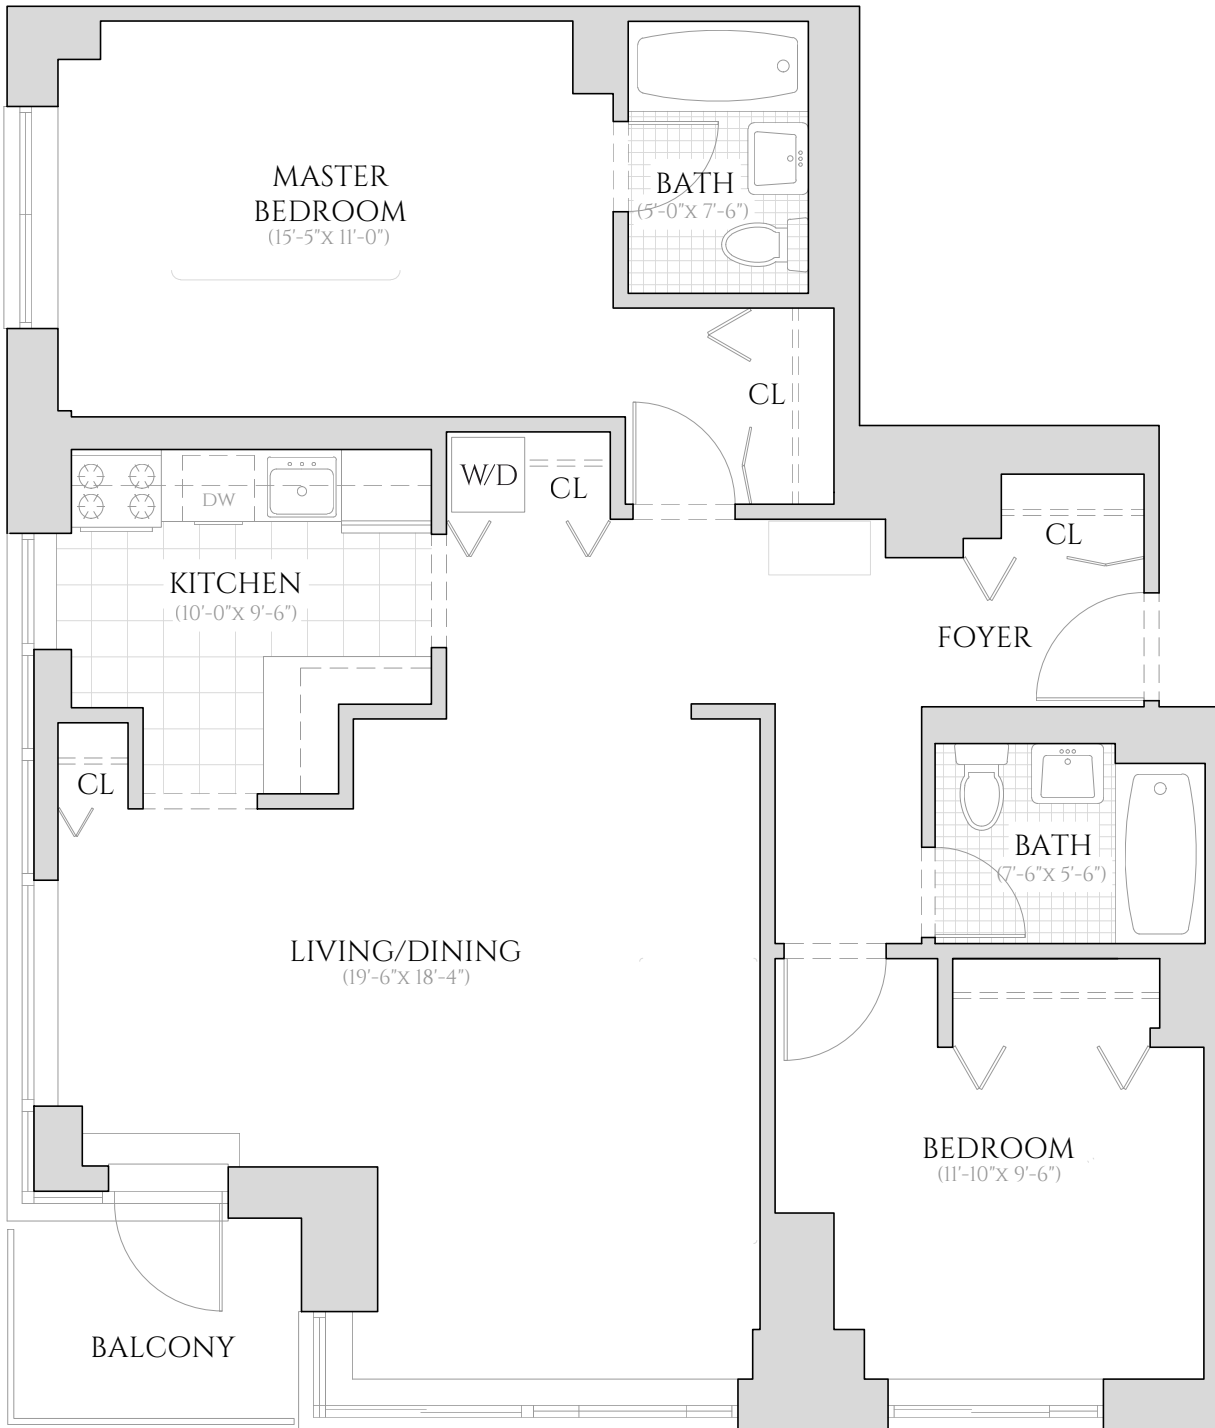 MASTER
BEDROOM
(15'-5"X 11'-0")
BATH
(5'-0"X 7'-6")
CL
W/D
CL
DW
CL
KITCHEN
(10'-0"X 9'-6")
FOYER
CL
BATH
(7'-6"X 5'-6")
LIVING/DINING
(19'-6"X 18'-4")
BEDROOM
(11'-10"X 9'-6")
BALCONY